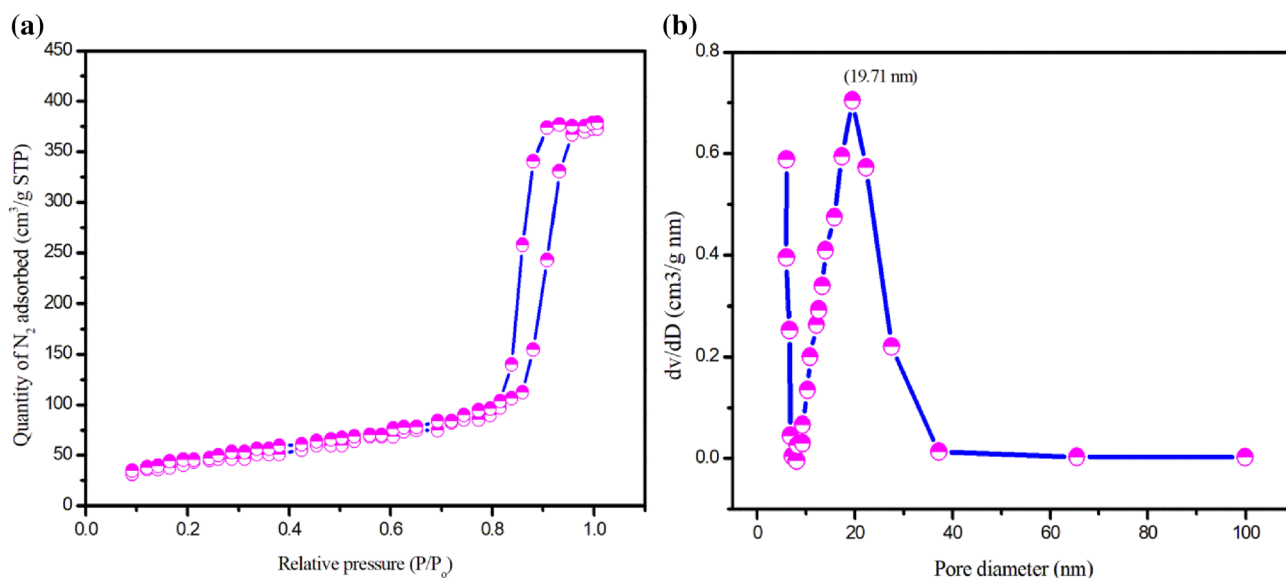 (a)
450
400
350
300
250
200
150
100
50
0
Quantity of N₂ adsorbed (cm³/g STP)
0.0 0.2 0.4 0.6 0.8 1.0
Relative pressure (P/Pₒ)
(b)
(19.71 nm)
0.8
0.6
0.4
0.2
0.0
dv/dD (cm3/g nm)
0 20 40 60 80 100
Pore diameter (nm)